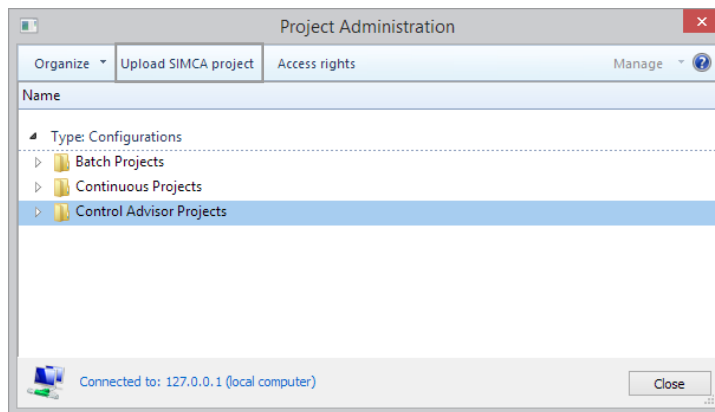 Project Administration
Organize Upload SIMCA project Access rights Manage
Name
Type: Configurations
Batch Projects
Continuous Projects
Control Advisor Projects
Connected to: 127.0.0.1 (local computer) Close